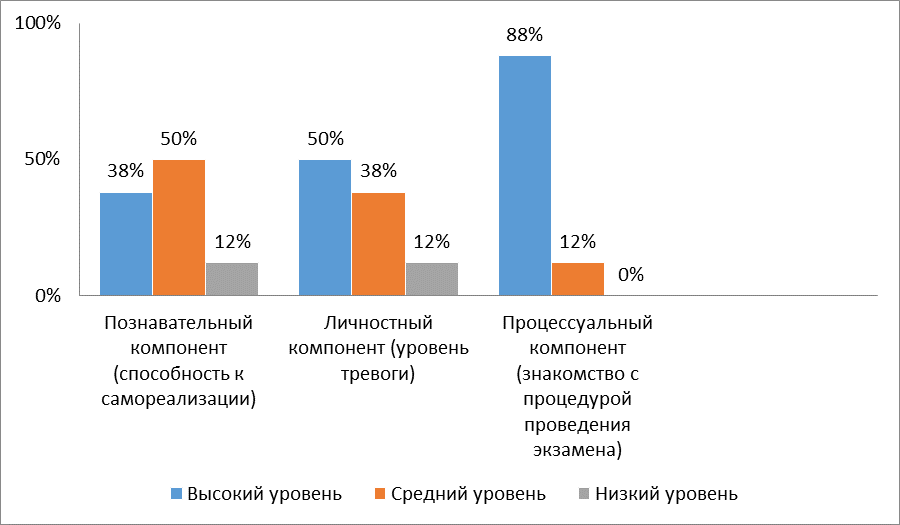 100%
50%
0%
38%
50%
12%
50%
38%
12%
88%
12%
0%
Познавательный
компонент
(способность к
самореализации)
Личностный
компонент (уровень
тревоги)
Процессуальный
компонент
(знакомство с
процедурой
проведения
экзамена)
Высокий уровень
Средний уровень
Низкий уровень